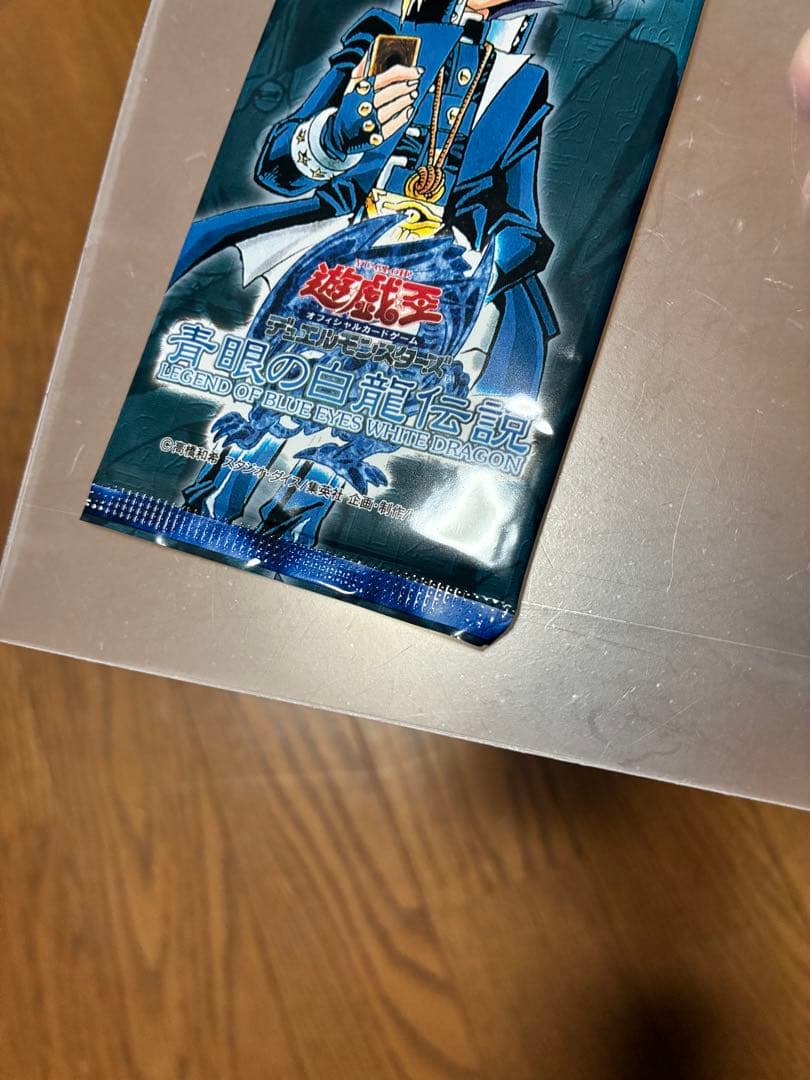 YU-GI-OH!
遊戯王
オフィシャルカードゲーム
デュエルモンスターズ
青眼の白龍伝説
LEGEND OF BLUE EYES WHITE DRAGON
©高橋和希 スタジオ・ダイス/集英社 企画・制作/